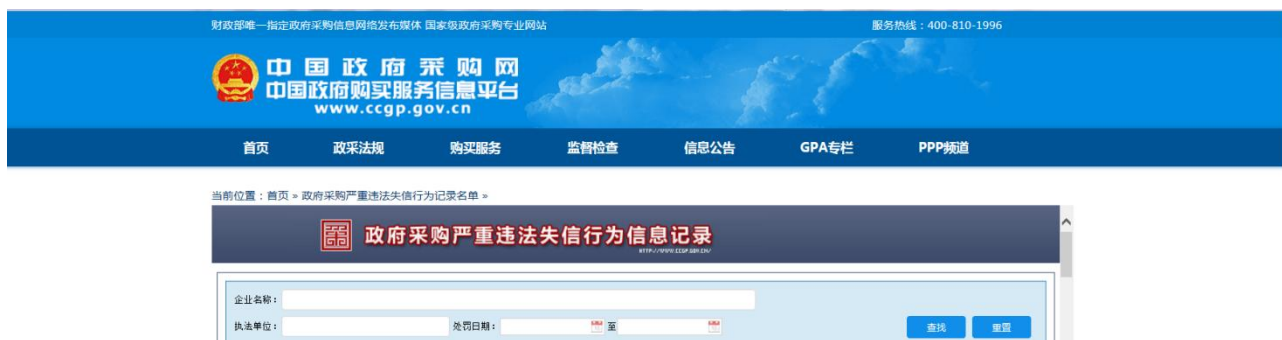 财政部唯一指定政府采购信息网络发布媒体 国家级政府采购专业网站
服务热线：400-810-1996
中国政府采购网
中国政府购买服务信息平台
www.ccgp.gov.cn
首页 政采法规 购买服务 监督检查 信息公告 GPA专栏 PPP频道
当前位置：首页 » 政府采购严重违法失信行为记录名单 »
政府采购严重违法失信行为信息记录
HTTP://WWW.CCGP.GOV.CN/
企业名称：
执法单位： 处罚日期： 至 查找 重置